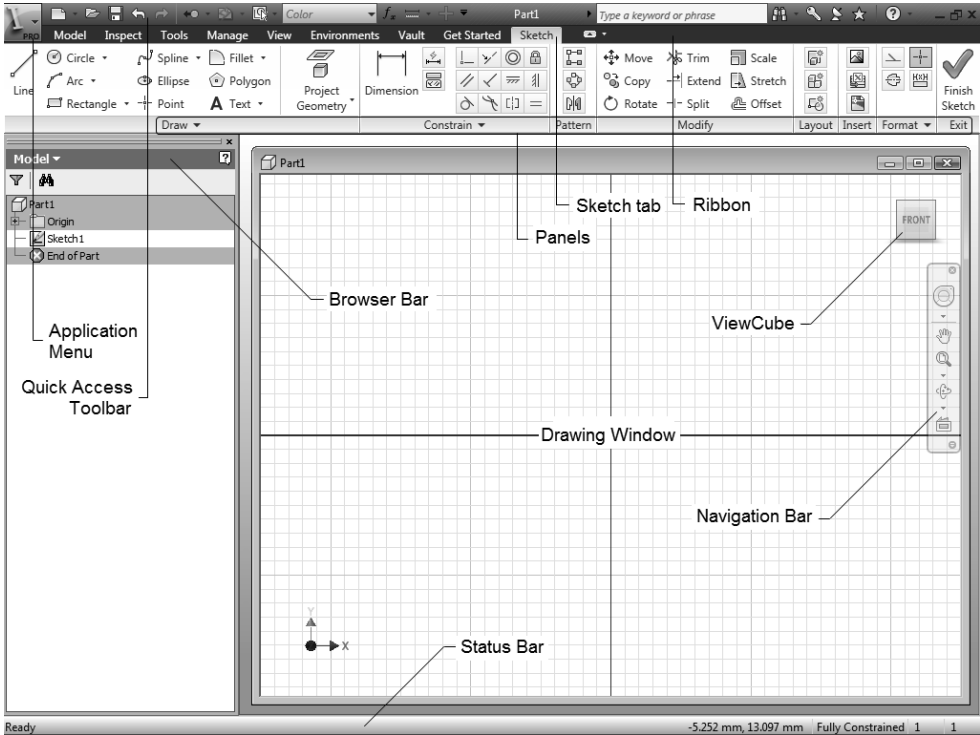 Color
Part1
Type a keyword or phrase
PRO
Model Inspect Tools Manage View Environments Vault Get Started Sketch
Line
Circle
Arc
Rectangle
Spline
Ellipse
Point
Fillet
Polygon
Text
Project
Geometry
Dimension
Move
Copy
Rotate
Trim
Extend
Split
Scale
Stretch
Offset
Finish
Sketch
Draw Constrain Pattern Modify Layout Insert Format Exit
Model
Part1
Origin
Sketch1
End of Part
Part1
Sketch tab
Ribbon
Panels
FRONT
Browser Bar
ViewCube
Application
Menu
Quick Access
Toolbar
Drawing Window
Navigation Bar
Y
X
Status Bar
Ready
-5.252 mm, 13.097 mm Fully Constrained 1 1